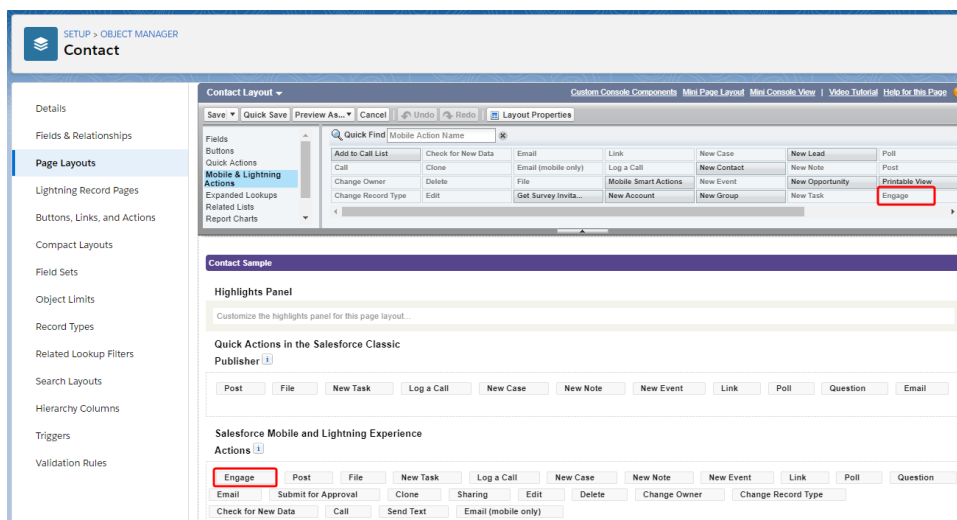 SETUP > OBJECT MANAGER
Contact
Details
Fields & Relationships
Page Layouts
Lightning Record Pages
Buttons, Links, and Actions
Compact Layouts
Field Sets
Object Limits
Record Types
Related Lookup Filters
Search Layouts
Hierarchy Columns
Triggers
Validation Rules
Contact Layout
Custom Console Components Mini Page Layout Mini Console View | Video Tutorial Help for this Page
Save Quick Save Preview As... Cancel Undo Redo Layout Properties
Fields
Buttons
Quick Actions
Mobile & Lightning
Actions
Expanded Lookups
Related Lists
Report Charts
Quick Find Mobile Action Name
Add to Call List Check for New Data Email Link New Case New Lead Poll
Call Clone Email (mobile only) Log a Call New Contact New Note Post
Change Owner Delete File Mobile Smart Actions New Event New Opportunity Printable View
Change Record Type Edit Get Survey Invita... New Account New Group New Task Engage
Contact Sample
Highlights Panel
Customize the highlights panel for this page layout...
Quick Actions in the Salesforce Classic
Publisher i
Post File New Task Log a Call New Case New Note New Event Link Poll Question Email
Salesforce Mobile and Lightning Experience
Actions i
Engage Post File New Task Log a Call New Case New Note New Event Link Poll Question
Email Submit for Approval Clone Sharing Edit Delete Change Owner Change Record Type
Check for New Data Call Send Text Email (mobile only)